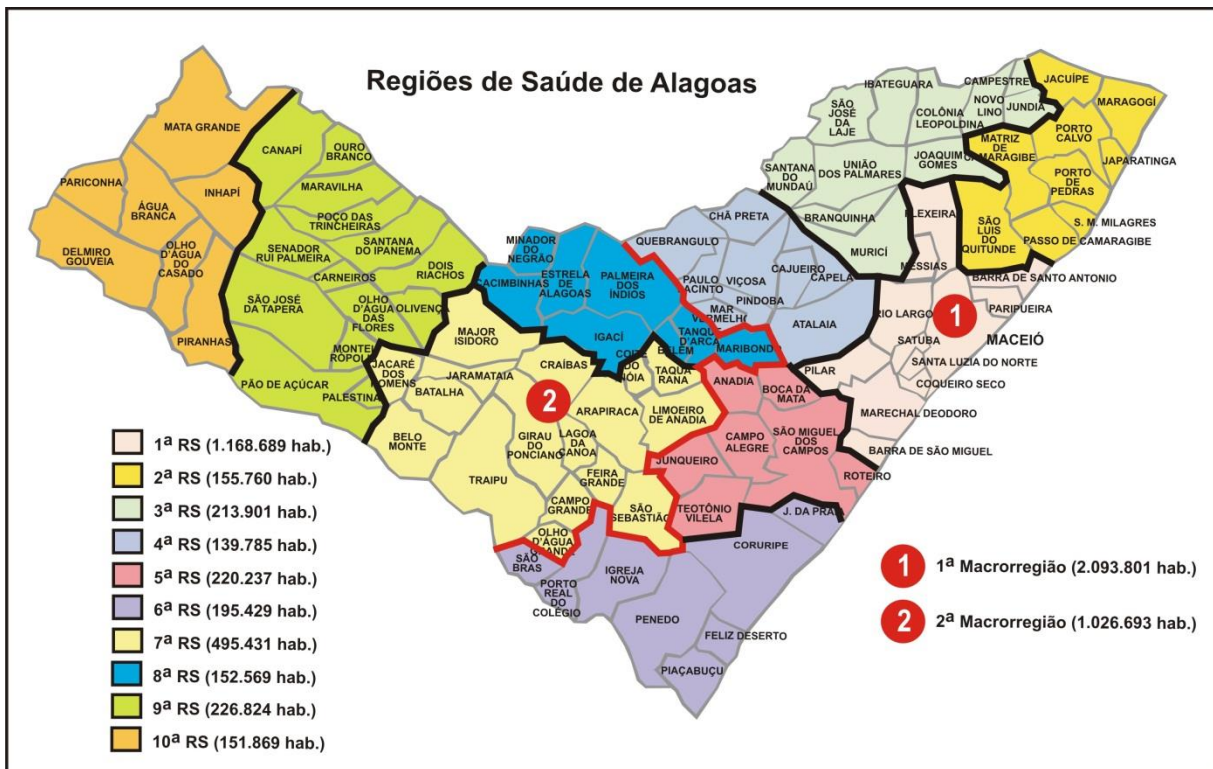 Regiões de Saúde de Alagoas
MATA GRANDE
PARICONHA
ÁGUA
BRANCA
INHAPÍ
DELMIRO
GOUVEIA
OLHO
D'ÁGUA
DO
CASADO
PIRANHAS
CANAPÍ
OURO
BRANCO
MARAVILHA
POÇO DAS
TRINCHEIRAS
SENADOR
RUI PALMEIRA
SANTANA
DO IPANEMA
CARNEIROS
DOIS
RIACHOS
SÃO JOSÉ
DA TAPERA
OLHO
D'ÁGUA
DAS
FLORES
OLIVENÇA
MONTEI
ROPOLI
PÃO DE AÇÚCAR
PALESTINA
MINADOR
DO
NEGRÃO
CACIMBINHAS
ESTRELA
DE
ALAGOAS
PALMEIRA
DOS
ÍNDIOS
IGACÍ
BELÉM
TANQUE
D'ARCA
MARIBONDO
MAJOR
ISIDORO
JACARÉ
DOS
HOMENS
JARAMATAIA
BATALHA
BELO
MONTE
CRAÍBAS
NÓIA
TAQUA
RANA
ARAPIRACA
LIMOEIRO
DE ANADIA
GIRAU
DO
PONCIANO
LAGOA
DA
CANOA
TRAIPU
FEIRA
GRANDE
CAMPO
GRANDE
SÃO
SEBASTIÃO
OLHO
D'ÁGUA
GRANDE
QUEBRANGULO
CHÃ PRETA
PAULO
JACINTO
VIÇOSA
CAJUEIRO
PINDOBA
CAPELA
MAR
VERMELHO
ATALAIA
IBATEGUARA
SÃO
JOSÉ
DA
LAJE
CAMPESTRE
COLÔNIA
LEOPOLDINA
NOVO
LINO
JUNDIÁ
SANTANA
DO
MUNDAÚ
UNIÃO
DOS PALMARES
JOAQUIM
GOMES
BRANQUINHA
MURICÍ
JACUÍPE
MARAGOGÍ
PORTO
CALVO
MATRIZ
DE
CAMARAGIBE
JAPARATINGA
PORTO
DE
PEDRAS
S. M. MILAGRES
SÃO
LUIS
DO
QUITUNDE
PASSO DE CAMARAGIBE
FLEXEIRA
MESSIAS
BARRA DE SANTO ANTONIO
PARIPUEIRA
RIO LARGO
1
MACEIÓ
SATUBA
SANTA LUZIA DO NORTE
COQUEIRO SECO
PILAR
MARECHAL DEODORO
BARRA DE SÃO MIGUEL
ANADIA
BOCA DA
MATA
CAMPO
ALEGRE
SÃO MIGUEL
DOS
CAMPOS
JUNQUEIRO
ROTEIRO
TEOTÔNIO
VILELA
J. DA PRAIA
CORURIPE
SÃO
BRAS
IGREJA
NOVA
PORTO
REAL
DO
COLÉGIO
PENEDO
FELIZ DESERTO
PIAÇABUÇU
2
1ª RS (1.168.689 hab.)
2ª RS (155.760 hab.)
3ª RS (213.901 hab.)
4ª RS (139.785 hab.)
5ª RS (220.237 hab.)
6ª RS (195.429 hab.)
7ª RS (495.431 hab.)
8ª RS (152.569 hab.)
9ª RS (226.824 hab.)
10ª RS (151.869 hab.)
1 1ª Macrorregião (2.093.801 hab.)
2 2ª Macrorregião (1.026.693 hab.)